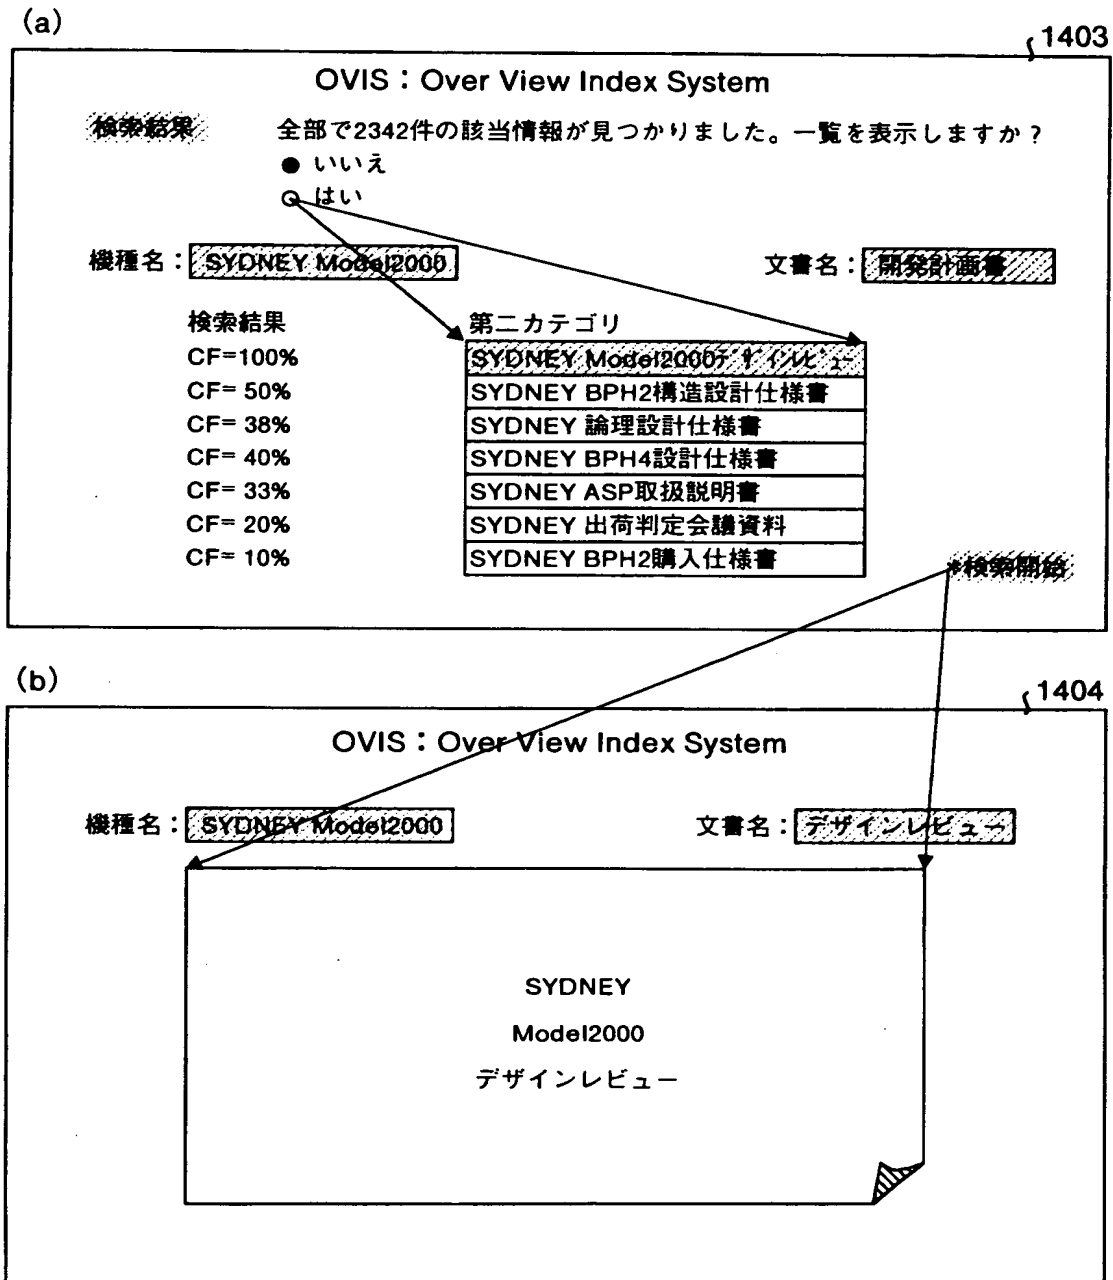 (a)
1403
OVIS：Over View Index System
検索結果 全部で2342件の該当情報が見つかりました。一覧を表示しますか？
● いいえ
○ はい
機種名： SYDNEY Model2000 文書名： 開発計画書
検索結果 第二カテゴリ
CF=100% SYDNEY Model2000ﾃﾞｻﾞｲﾝﾚﾋﾞｭｰ
CF= 50% SYDNEY BPH2構造設計仕様書
CF= 38% SYDNEY 論理設計仕様書
CF= 40% SYDNEY BPH4設計仕様書
CF= 33% SYDNEY ASP取扱説明書
CF= 20% SYDNEY 出荷判定会議資料
CF= 10% SYDNEY BPH2購入仕様書
*検索開始
(b)
1404
OVIS：Over View Index System
機種名： SYDNEY Model2000 文書名： デザインレビュー
SYDNEY
Model2000
デザインレビュー